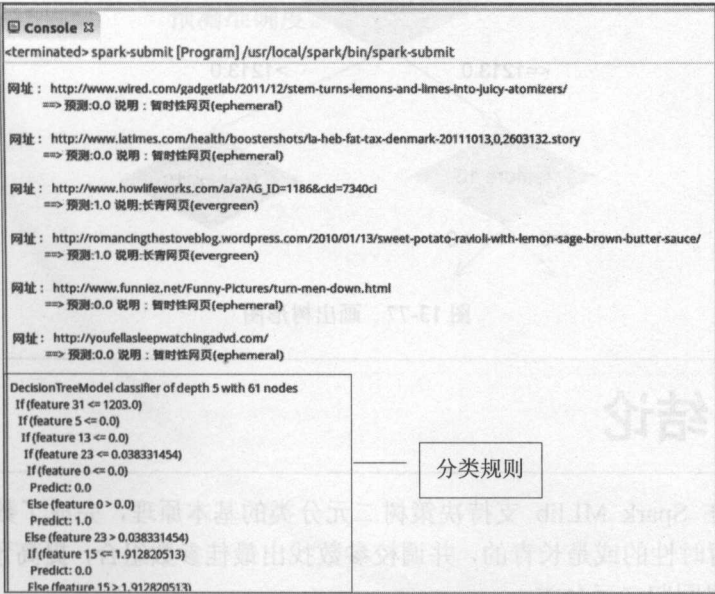 Console
<terminated> spark-submit [Program] /usr/local/spark/bin/spark-submit
网址： http://www.wired.com/gadgetlab/2011/12/stem-turns-lemons-and-limes-into-juicy-atomizers/
==> 预测:0.0 说明：暂时性网页(ephemeral)
网址： http://www.latimes.com/health/boostershots/la-heb-fat-tax-denmark-20111013,0,2603132.story
==> 预测:0.0 说明：暂时性网页(ephemeral)
网址： http://www.howlifeworks.com/a/a?AG_ID=1186&cid=7340ci
==> 预测:1.0 说明:长青网页(evergreen)
网址： http://romancingthestoveblog.wordpress.com/2010/01/13/sweet-potato-ravioli-with-lemon-sage-brown-butter-sauce/
==> 预测:1.0 说明:长青网页(evergreen)
网址： http://www.funniez.net/Funny-Pictures/turn-men-down.html
==> 预测:0.0 说明：暂时性网页(ephemeral)
网址： http://youfellasleepwatchingadvd.com/
==> 预测:0.0 说明：暂时性网页(ephemeral)
DecisionTreeModel classifier of depth 5 with 61 nodes
If (feature 31 <= 1203.0)
If (feature 5 <= 0.0)
If (feature 13 <= 0.0)
If (feature 23 <= 0.038331454)
If (feature 0 <= 0.0)
Predict: 0.0
Else (feature 0 > 0.0)
Predict: 1.0
Else (feature 23 > 0.038331454)
If (feature 15 <= 1.912820513)
Predict: 0.0
Else (feature 15 > 1.912820513)
分类规则